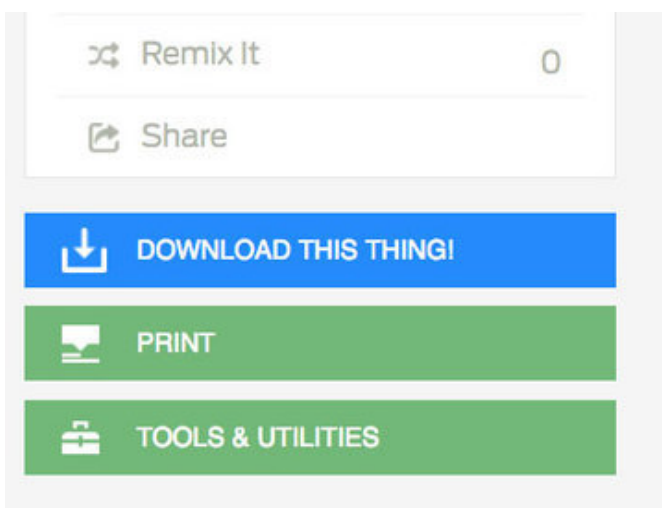 Remix It 0
Share
DOWNLOAD THIS THING!
PRINT
TOOLS & UTILITIES